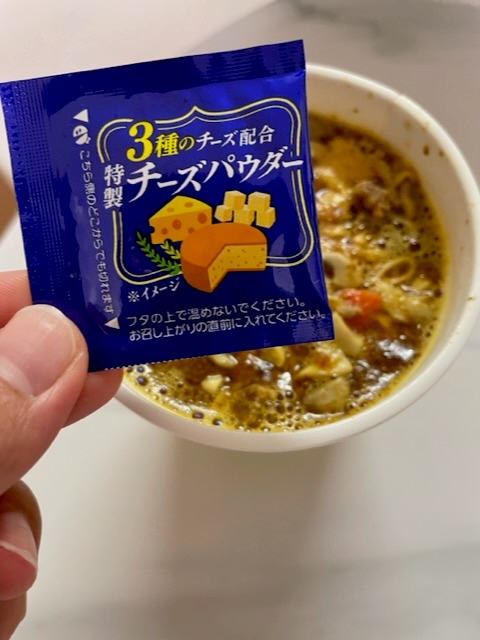 3種のチーズ配合
特製
チーズパウダー
※イメージ
フタの上で温めないでください。
お召し上がりの直前に入れてください。
こちら側のどこからでも切れます